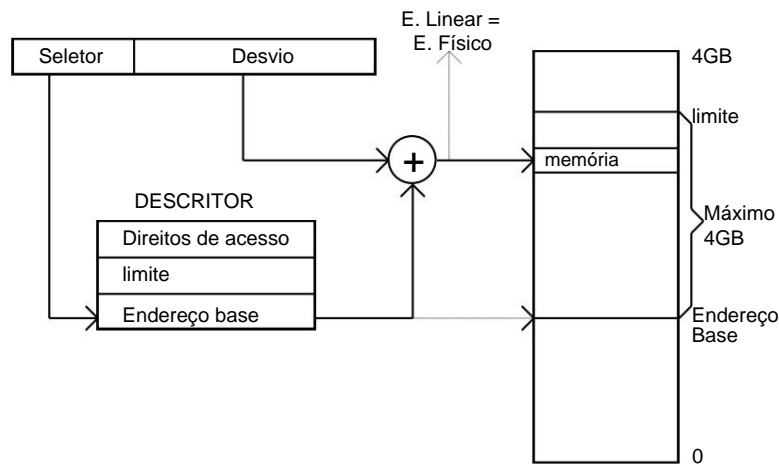 E. Linear =
E. Físico
Seletor
Desvio
4GB
limite
+
memória
DESCRITOR
Direitos de acesso
limite
Endereço base
Máximo
4GB
Endereço
Base
0